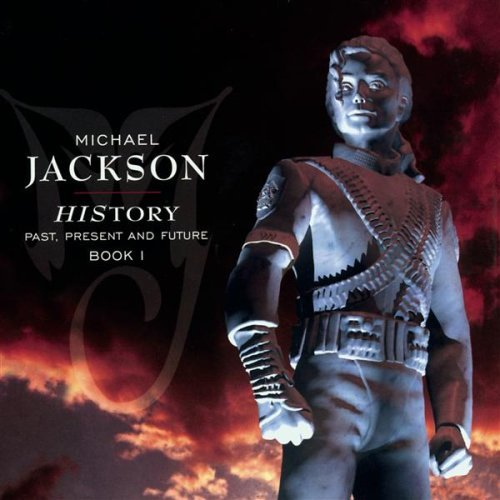 MICHAEL
JACKSON
HIStory
PAST, PRESENT AND FUTURE
BOOK I